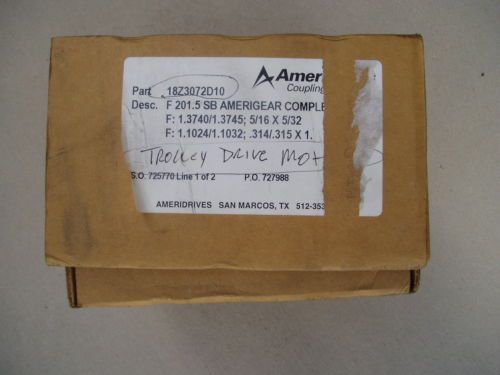 Ameri
Coupling
Part 18Z3072D10
Desc. F 201.5 SB AMERIGEAR COMPLE
F: 1.3740/1.3745; 5/16 X 5/32
F: 1.1024/1.1032; .314/.315 X 1.
TROLLEY DRIVE MOT
S.O. 725770 Line 1 of 2 P.O. 727988
AMERIDRIVES SAN MARCOS, TX 512-353